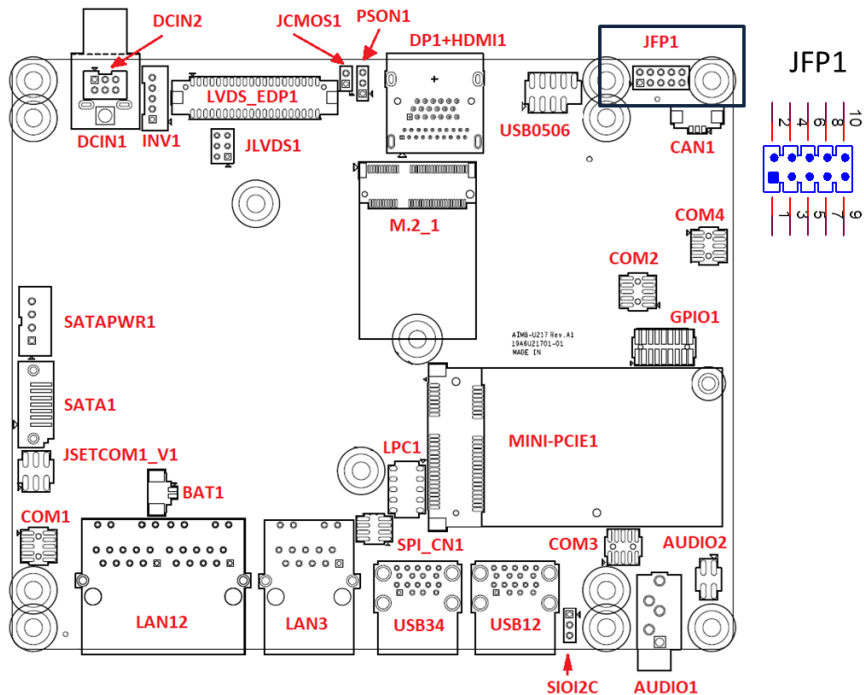 DCIN2
JCMOS1
PSON1
DP1+HDMI1
JFP1
JFP1
LVDS_EDP1
DCIN1
INV1
JLVDS1
USB0506
CAN1
2 4 6 8 10
1 3 5 7 9
M.2_1
COM4
COM2
GPIO1
SATAPWR1
AIMB-U217 Rev.A1
19A6U21701-01
MADE IN
SATA1
MINI-PCIE1
JSETCOM1_V1
LPC1
BAT1
COM1
SPI_CN1
COM3
AUDIO2
LAN12
LAN3
USB34
USB12
SIOI2C
AUDIO1